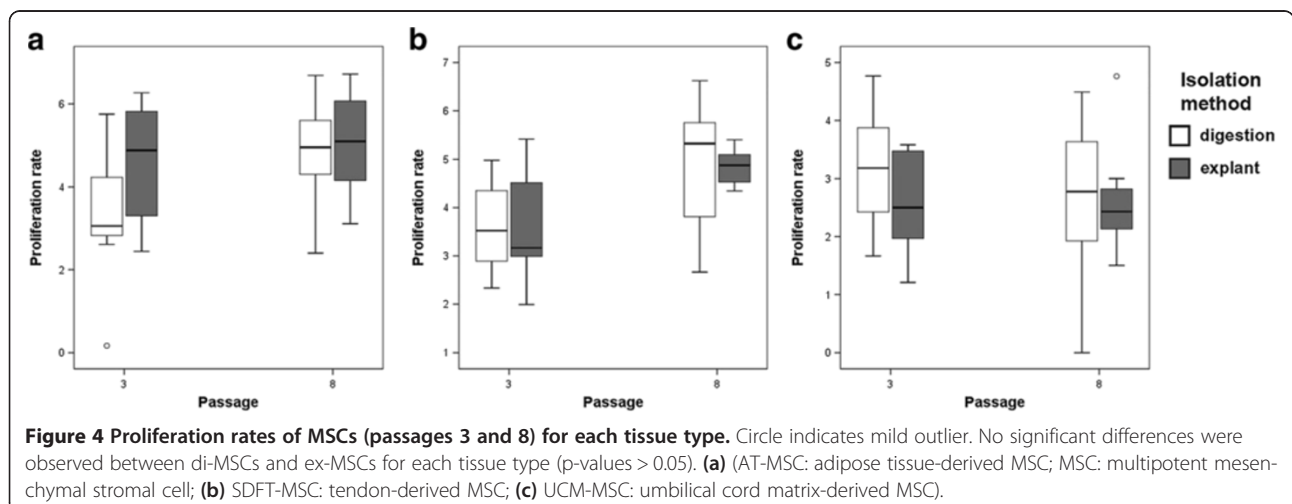 a
b
c
Proliferation rate
6
4
2
0
3
8
Passage
Proliferation rate
7
6
5
4
3
2
1
3
8
Passage
Proliferation rate
5
4
3
2
1
0
3
8
Passage
Isolation
method
digestion
explant
Figure 4 Proliferation rates of MSCs (passages 3 and 8) for each tissue type. Circle indicates mild outlier. No significant differences were
observed between di-MSCs and ex-MSCs for each tissue type (p-values > 0.05). (a) (AT-MSC: adipose tissue-derived MSC; MSC: multipotent mesen-
chymal stromal cell; (b) SDFT-MSC: tendon-derived MSC; (c) UCM-MSC: umbilical cord matrix-derived MSC).